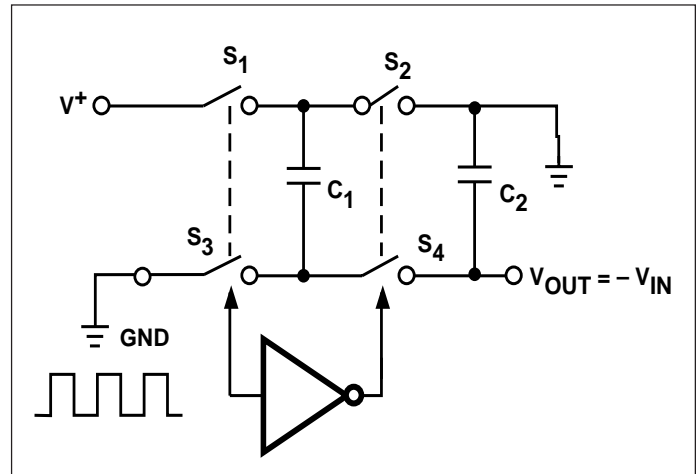 S1
S2
V+
C1
C2
S3
S4
VOUT = – VIN
GND